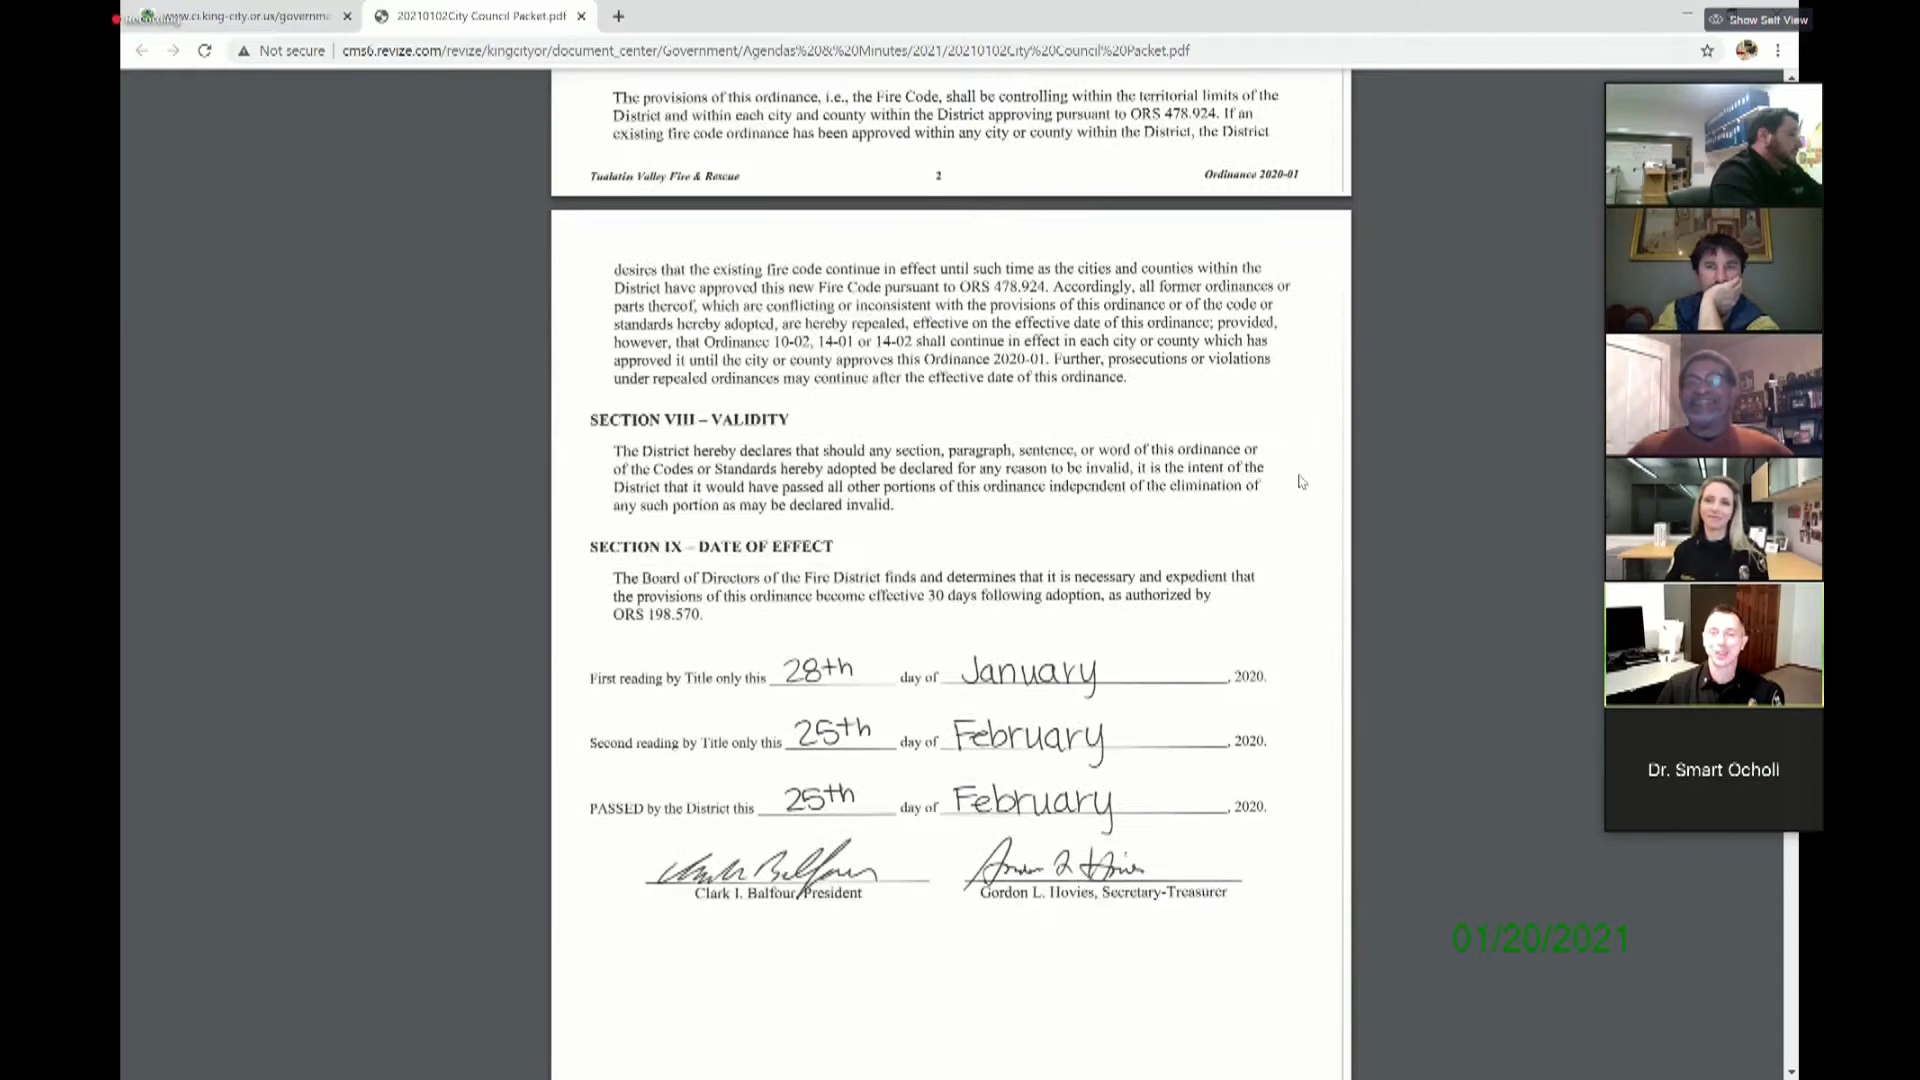 www.ci.king-city.or.us/governme
20210102City Council Packet.pdf
Show Self View
Not secure
cms6.revize.com/revize/kingcityor/document_center/Government/Agendas%20&%20Minutes/2021/20210102City%20Council%20Packet.pdf
The provisions of this ordinance, i.e., the Fire Code, shall be controlling within the territorial limits of the
District and within each city and county within the District approving pursuant to ORS 478.924. If an
existing fire code ordinance has been approved within any city or county within the District, the District
Tualatin Valley Fire & Rescue 2 Ordinance 2020-01
desires that the existing fire code continue in effect until such time as the cities and counties within the
District have approved this new Fire Code pursuant to ORS 478.924. Accordingly, all former ordinances or
parts thereof, which are conflicting or inconsistent with the provisions of this ordinance or of the code or
standards hereby adopted, are hereby repealed, effective on the effective date of this ordinance; provided,
however, that Ordinance 10-02, 14-01 or 14-02 shall continue in effect in each city or county which has
approved it until the city or county approves this Ordinance 2020-01. Further, prosecutions or violations
under repealed ordinances may continue after the effective date of this ordinance.
SECTION VIII – VALIDITY
The District hereby declares that should any section, paragraph, sentence, or word of this ordinance or
of the Codes or Standards hereby adopted be declared for any reason to be invalid, it is the intent of the
District that it would have passed all other portions of this ordinance independent of the elimination of
any such portion as may be declared invalid.
SECTION IX – DATE OF EFFECT
The Board of Directors of the Fire District finds and determines that it is necessary and expedient that
the provisions of this ordinance become effective 30 days following adoption, as authorized by
ORS 198.570.
First reading by Title only this 28th day of January, 2020.
Second reading by Title only this 25th day of February, 2020.
PASSED by the District this 25th day of February, 2020.
Clark I. Balfour, President
Gordon L. Hovies, Secretary-Treasurer
Dr. Smart Ocholi
01/20/2021